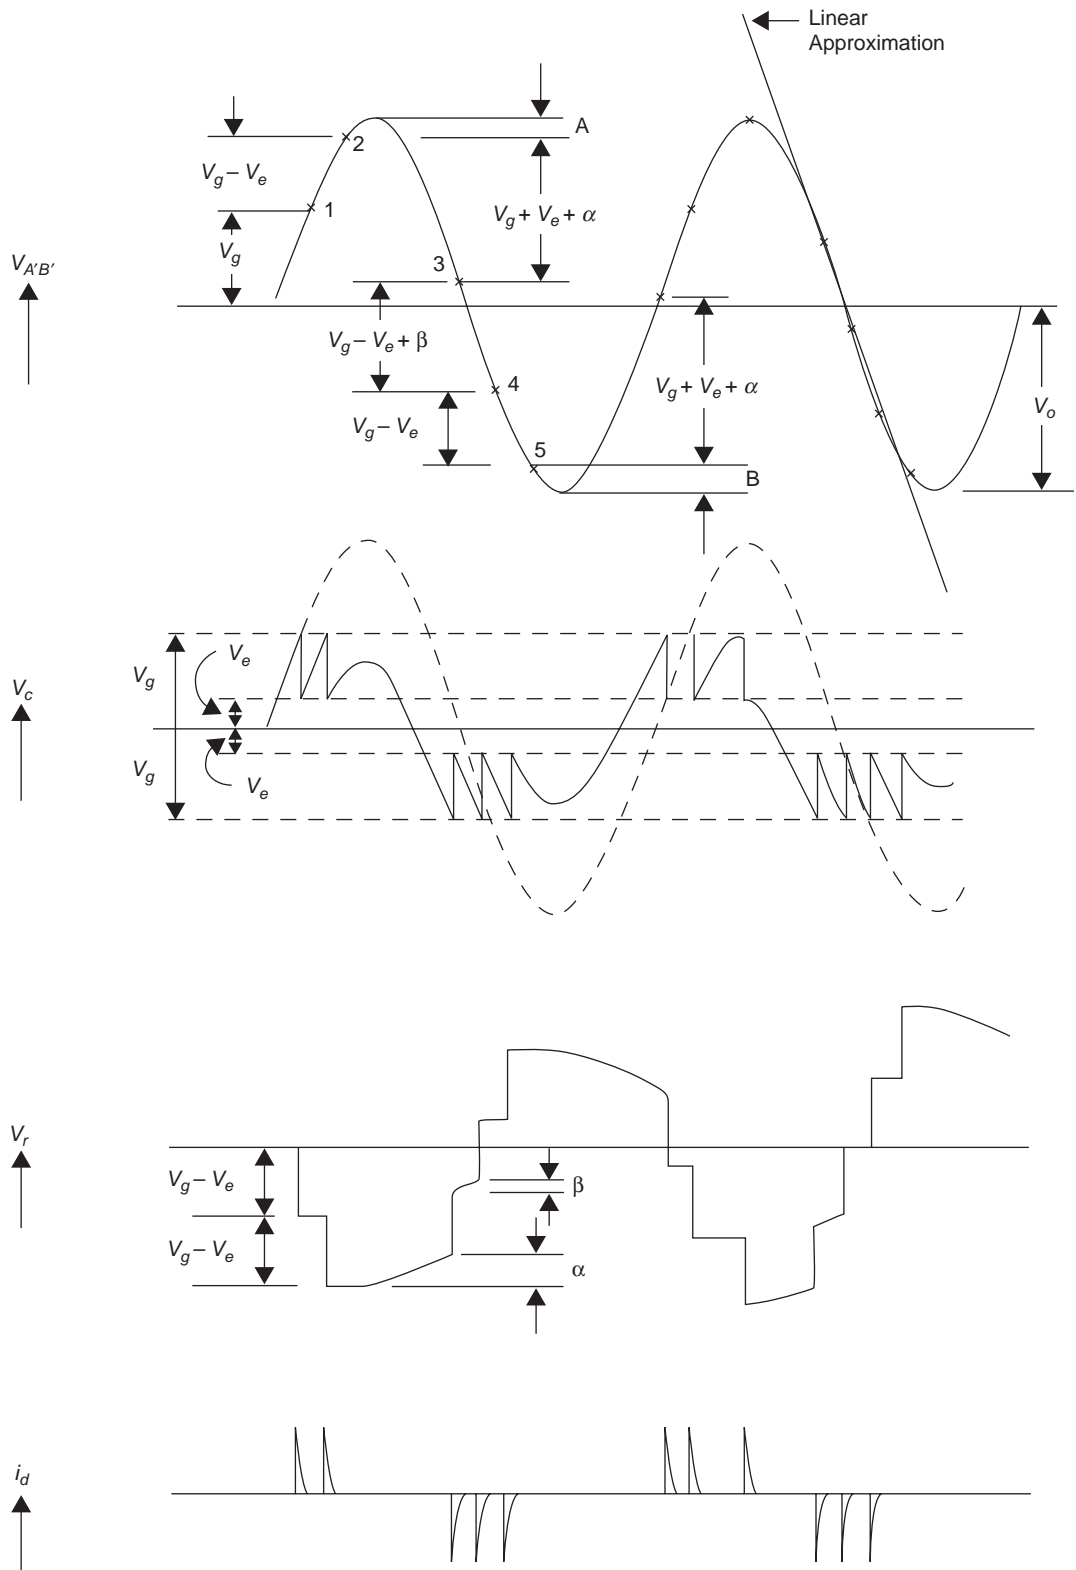 Linear
Approximation
A
2
V_g – V_e
1
V_g + V_e + α
V_g
3
V_A′B′
V_g – V_e + β
4
V_g + V_e + α
V_o
V_g – V_e
5
B
V_e
V_g
V_c
V_g
V_e
V_r
V_g – V_e
β
V_g – V_e
α
i_d